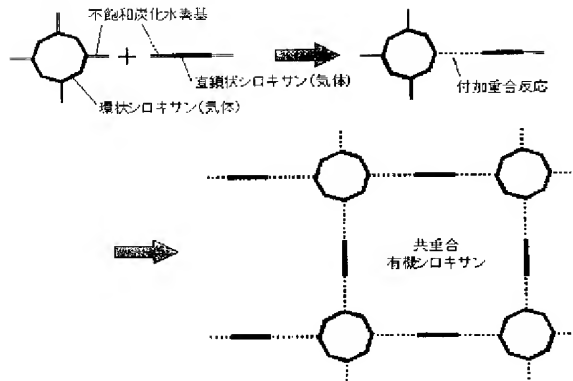 不飽和炭化水素基
直鎖状シロキサン(気体)
環状シロキサン(気体)
付加重合反応
共重合
有機シロキサン